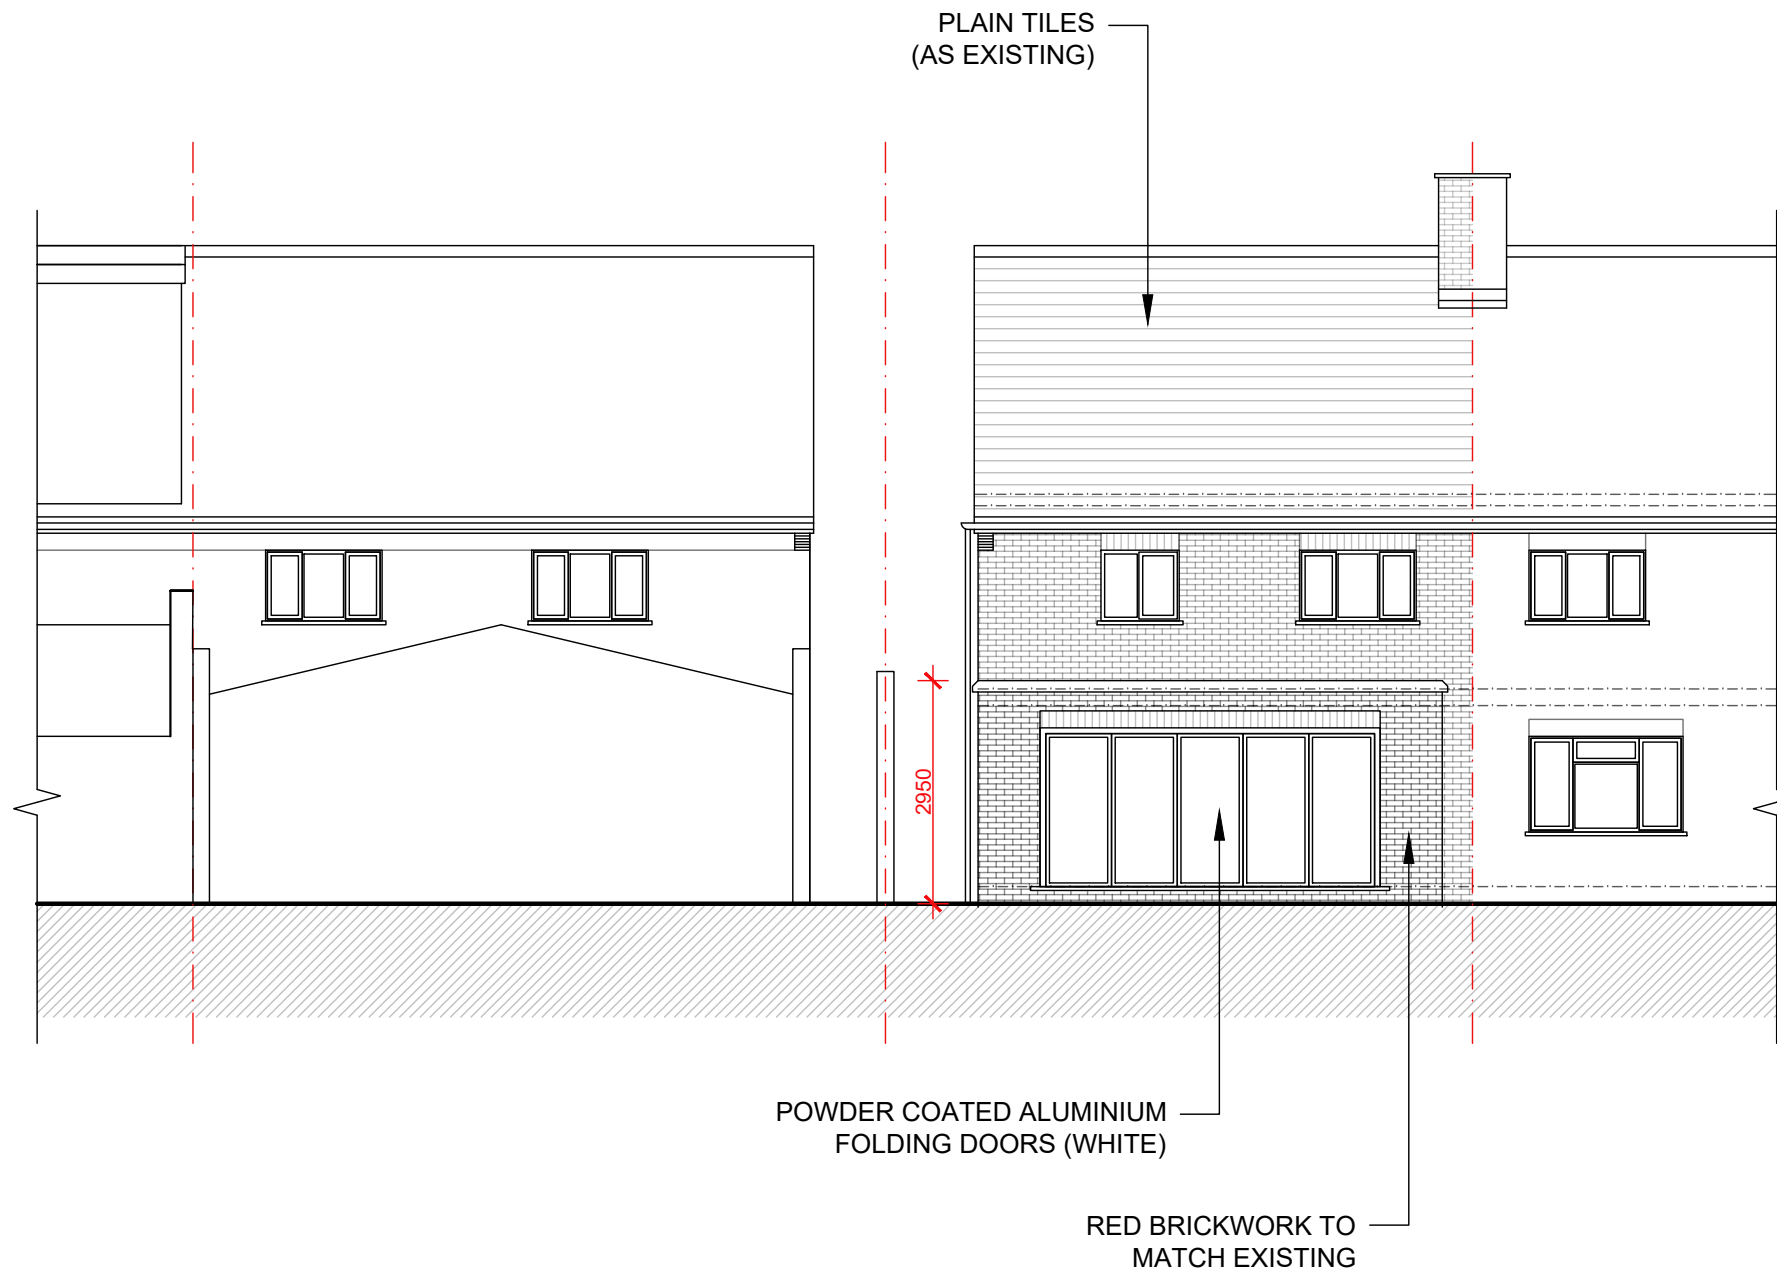 PLAIN TILES
(AS EXISTING)
2950
POWDER COATED ALUMINIUM
FOLDING DOORS (WHITE)
RED BRICKWORK TO
MATCH EXISTING